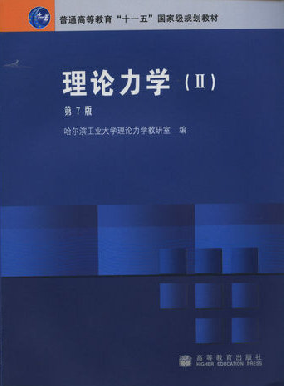 普通高等教育“十一五”国家级规划教材
理论力学(Ⅱ)
第7版
哈尔滨工业大学理论力学教研室 编
高等教育出版社
HIGHER EDUCATION PRESS